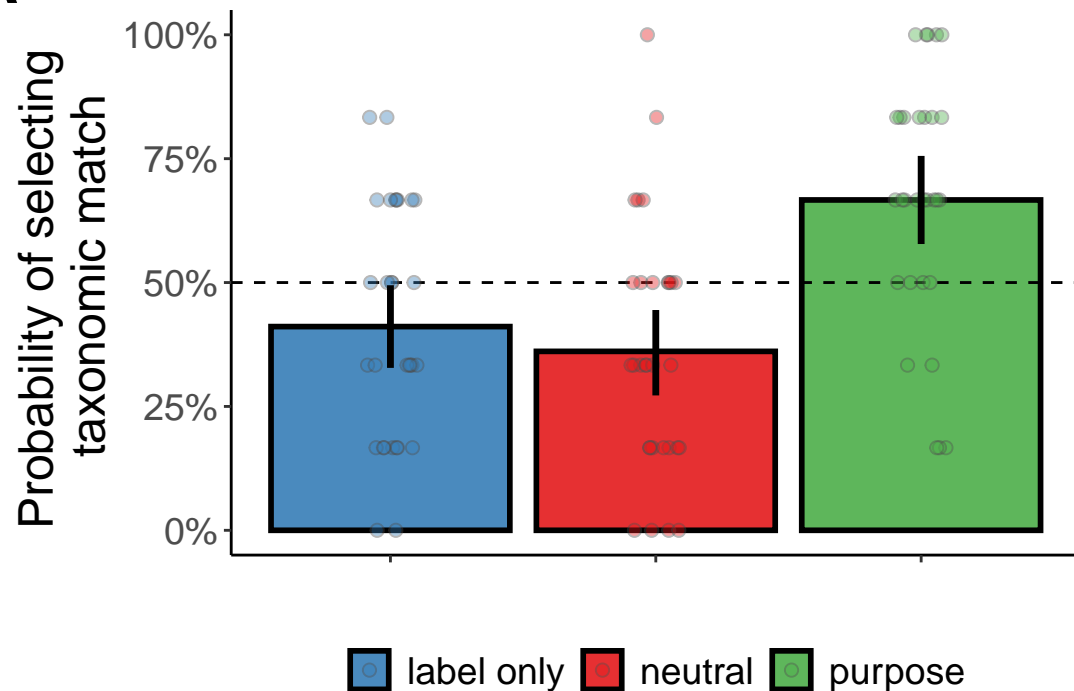 Probability of selecting
taxonomic match
100%
75%
50%
25%
0%
label only
neutral
purpose